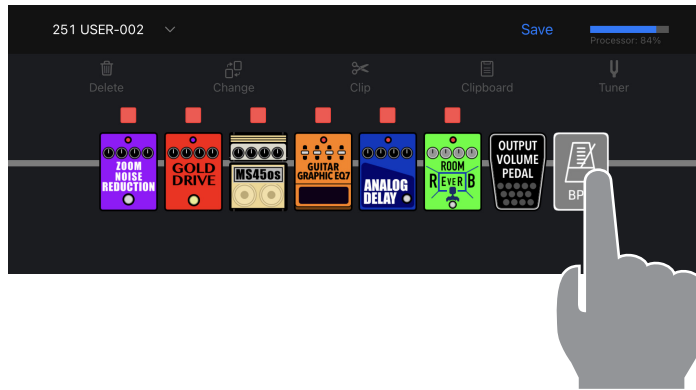 251 USER-002
Save
Processor: 84%
Delete
Change
Clip
Clipboard
Tuner
ZOOM
NOISE
REDUCTION
GOLD
DRIVE
MS45os
GUITAR
GRAPHIC EQ7
ANALOG
DELAY
ROOM
REVERB
OUTPUT
VOLUME
PEDAL